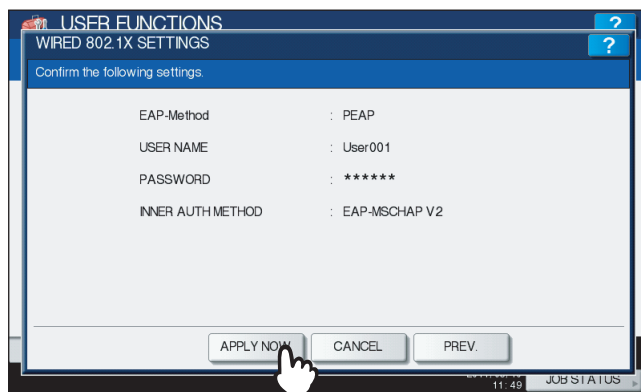 USER FUNCTIONS ?
WIRED 802.1X SETTINGS ?
Confirm the following settings.
EAP-Method : PEAP
USER NAME : User001
PASSWORD : ******
INNER AUTH METHOD : EAP-MSCHAP V2
APPLY NOW CANCEL PREV.
11:49 JOB STATUS